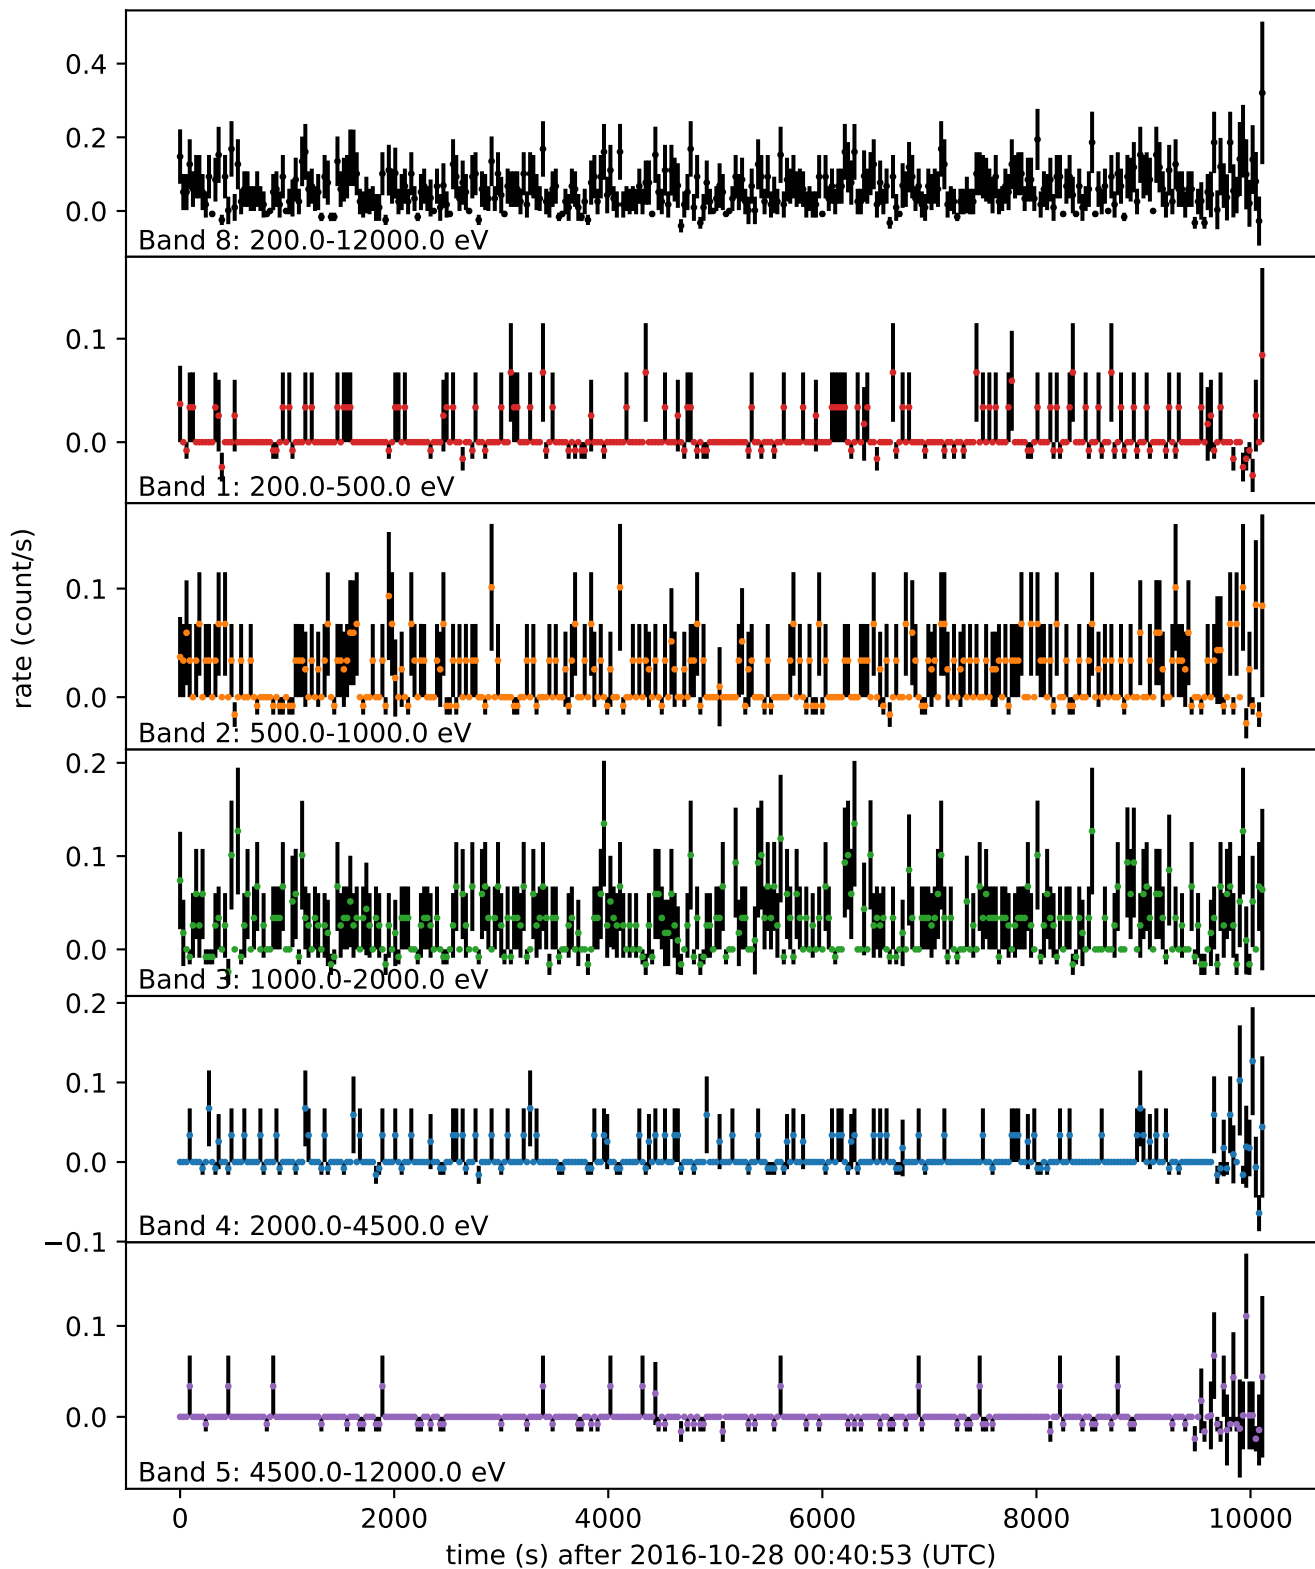 0.4
0.2
0.0
Band 8: 200.0-12000.0 eV
0.1
0.0
Band 1: 200.0-500.0 eV
rate (count/s)
0.1
0.0
Band 2: 500.0-1000.0 eV
0.2
0.1
0.0
Band 3: 1000.0-2000.0 eV
0.2
0.1
0.0
Band 4: 2000.0-4500.0 eV
−0.1
0.1
0.0
Band 5: 4500.0-12000.0 eV
0 2000 4000 6000 8000 10000
time (s) after 2016-10-28 00:40:53 (UTC)